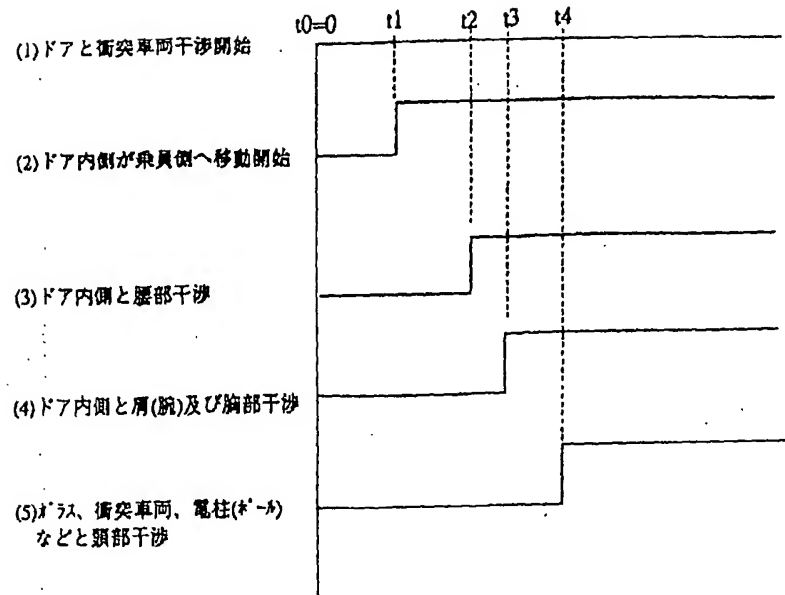 t0=0 t1 t2 t3 t4
(1)ドアと衝突車両干渉開始
(2)ドア内側が乗員側へ移動開始
(3)ドア内側と腰部干渉
(4)ドア内側と肩(腕)及び胸部干渉
(5)ガラス、衝突車両、電柱(ポール)
などと頭部干渉